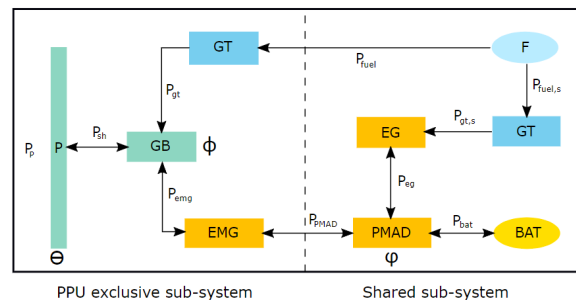 GT
F
P_fuel
P_fuel,s
P_gt
P_gt,s
EG
GT
P_p
P
P_sh
GB
ϕ
P_eg
P_emg
EMG
P_PMAD
PMAD
P_bat
BAT
Θ
φ
PPU exclusive sub-system
Shared sub-system